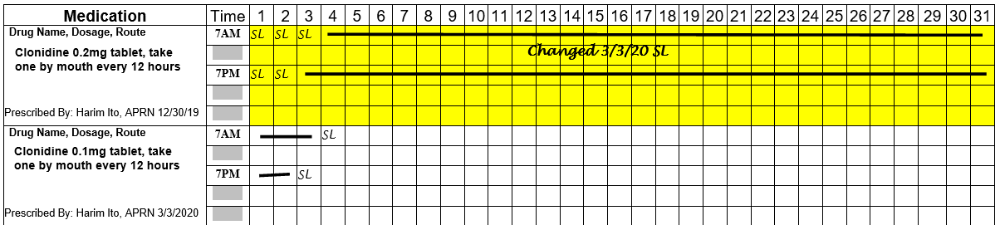 Medication Time 1 2 3 4 5 6 7 8 9 10 11 12 13 14 15 16 17 18 19 20 21 22 23 24 25 26 27 28 29 30 31
Drug Name, Dosage, Route 7AM SL SL SL
Clonidine 0.2mg tablet, take Changed 3/3/20 SL
one by mouth every 12 hours
7PM SL SL
Prescribed By: Harim Ito, APRN 12/30/19
Drug Name, Dosage, Route 7AM SL
Clonidine 0.1mg tablet, take
one by mouth every 12 hours
7PM SL
Prescribed By: Harim Ito, APRN 3/3/2020